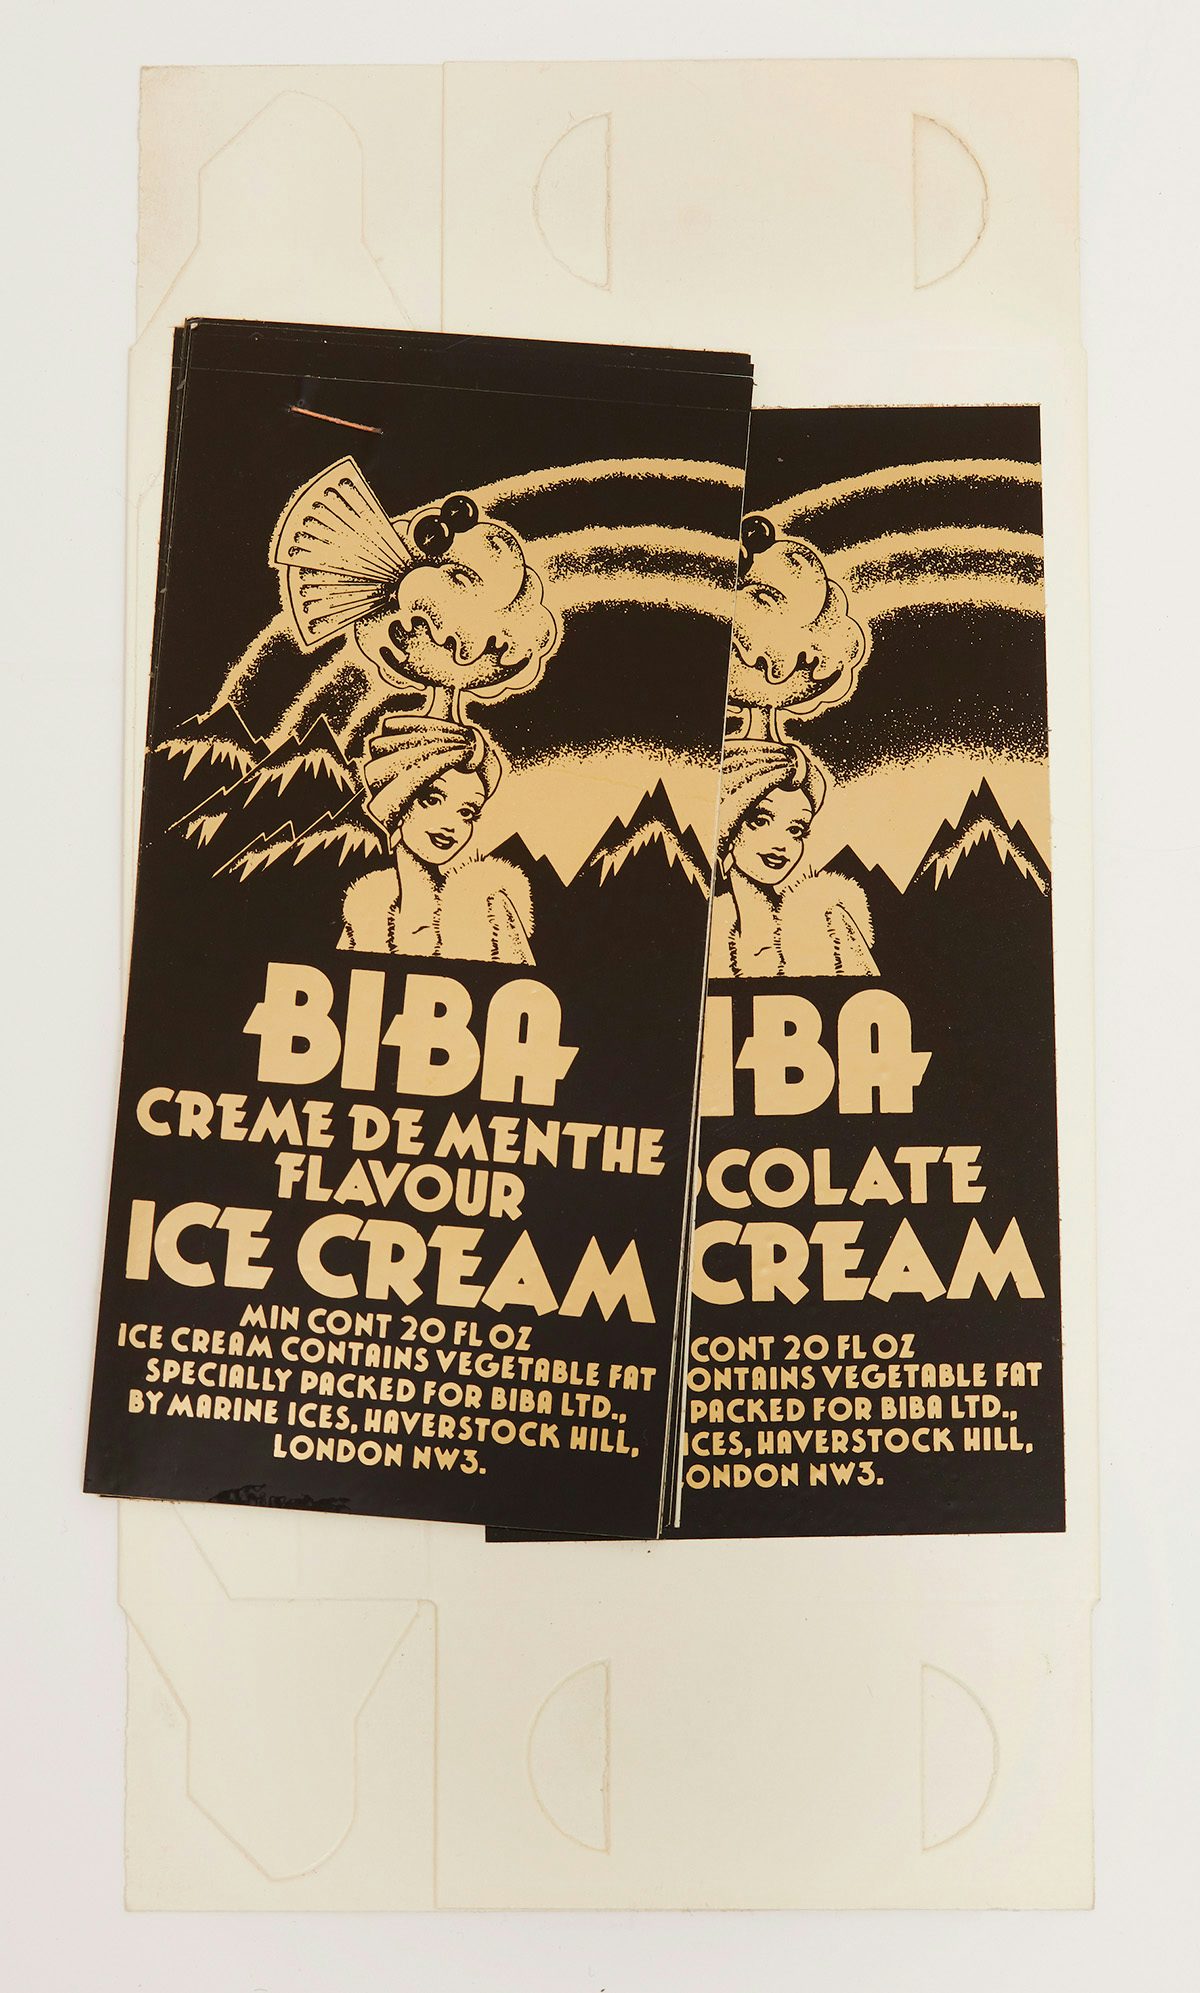 BIBA
CREME DE MENTHE
FLAVOUR
ICE CREAM
MIN CONT 20 FL OZ
ICE CREAM CONTAINS VEGETABLE FAT
SPECIALLY PACKED FOR BIBA LTD.,
BY MARINE ICES, HAVERSTOCK HILL,
LONDON NW3.
IBA
OCOLATE
CREAM
CONT 20 FL OZ
ONTAINS VEGETABLE FAT
PACKED FOR BIBA LTD.,
ICES, HAVERSTOCK HILL,
ONDON NW3.